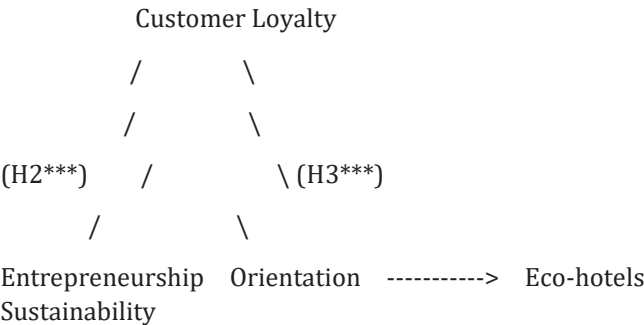 Customer Loyalty
/ \
/ \
(H2***) / \ (H3***)
/ \
Entrepreneurship Orientation -----------> Eco-hotels
Sustainability